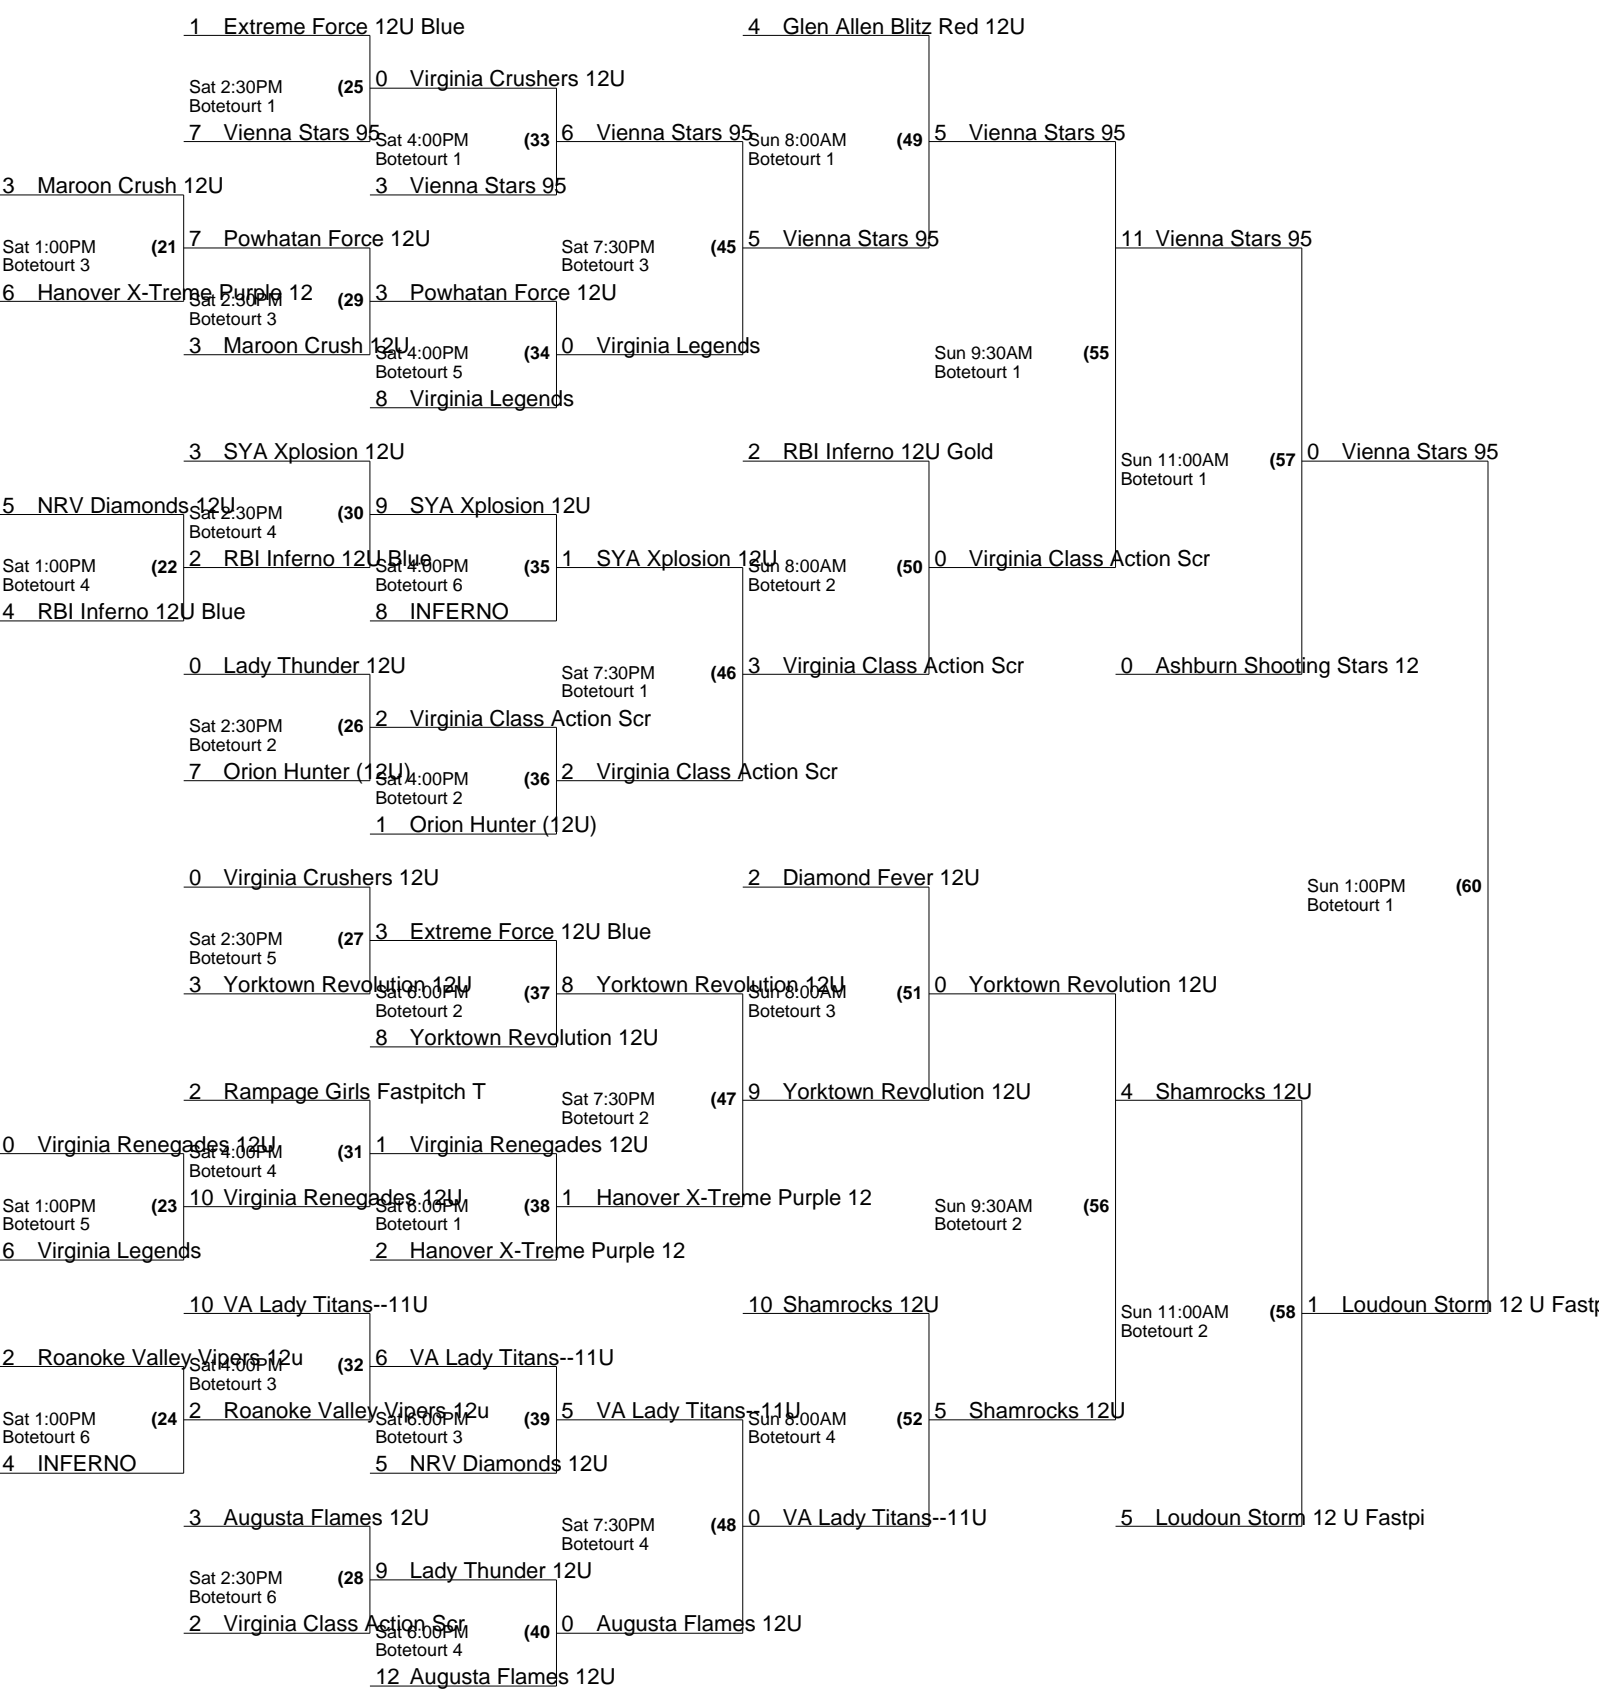 1 Extreme Force 12U Blue
4 Glen Allen Blitz Red 12U
Sat 2:30PM (25
Botetourt 1
0 Virginia Crushers 12U
7 Vienna Stars 95
Sat 4:00PM (33
Botetourt 1
6 Vienna Stars 95
Sun 8:00AM (49
Botetourt 1
5 Vienna Stars 95
3 Maroon Crush 12U
3 Vienna Stars 95
Sat 1:00PM (21
Botetourt 3
7 Powhatan Force 12U
Sat 7:30PM (45
Botetourt 3
5 Vienna Stars 95
11 Vienna Stars 95
6 Hanover X-Treme Purple 12
Sat 2:30PM (29
Botetourt 3
3 Powhatan Force 12U
3 Maroon Crush 12U
Sat 4:00PM (34
Botetourt 5
0 Virginia Legends
Sun 9:30AM (55
Botetourt 1
8 Virginia Legends
3 SYA Xplosion 12U
2 RBI Inferno 12U Gold
Sun 11:00AM (57
Botetourt 1
0 Vienna Stars 95
5 NRV Diamonds 12U
Sat 2:30PM (30
Botetourt 4
9 SYA Xplosion 12U
Sat 1:00PM (22
Botetourt 4
2 RBI Inferno 12U Blue
Sat 4:00PM (35
Botetourt 6
1 SYA Xplosion 12U
Sun 8:00AM (50
Botetourt 2
0 Virginia Class Action Scr
4 RBI Inferno 12U Blue
8 INFERNO
0 Lady Thunder 12U
Sat 7:30PM (46
Botetourt 1
3 Virginia Class Action Scr
0 Ashburn Shooting Stars 12
Sat 2:30PM (26
Botetourt 2
2 Virginia Class Action Scr
7 Orion Hunter (12U)
Sat 4:00PM (36
Botetourt 2
2 Virginia Class Action Scr
1 Orion Hunter (12U)
0 Virginia Crushers 12U
2 Diamond Fever 12U
Sun 1:00PM (60
Botetourt 1
Sat 2:30PM (27
Botetourt 5
3 Extreme Force 12U Blue
3 Yorktown Revolution 12U
Sat 6:00PM (37
Botetourt 2
8 Yorktown Revolution 12U
Sun 8:00AM (51
Botetourt 3
0 Yorktown Revolution 12U
8 Yorktown Revolution 12U
2 Rampage Girls Fastpitch T
Sat 7:30PM (47
Botetourt 2
9 Yorktown Revolution 12U
4 Shamrocks 12U
0 Virginia Renegades 12U
Sat 4:00PM (31
Botetourt 4
1 Virginia Renegades 12U
Sat 1:00PM (23
Botetourt 5
10 Virginia Renegades 12U
Sat 6:00PM (38
Botetourt 1
1 Hanover X-Treme Purple 12
Sun 9:30AM (56
Botetourt 2
6 Virginia Legends
2 Hanover X-Treme Purple 12
10 VA Lady Titans--11U
10 Shamrocks 12U
Sun 11:00AM (58
Botetourt 2
1 Loudoun Storm 12 U Fastp
2 Roanoke Valley Vipers 12u
Sat 4:00PM (32
Botetourt 3
6 VA Lady Titans--11U
Sat 1:00PM (24
Botetourt 6
2 Roanoke Valley Vipers 12u
Sat 6:00PM (39
Botetourt 3
5 VA Lady Titans--11U
Sun 8:00AM (52
Botetourt 4
5 Shamrocks 12U
4 INFERNO
5 NRV Diamonds 12U
3 Augusta Flames 12U
Sat 7:30PM (48
Botetourt 4
0 VA Lady Titans--11U
5 Loudoun Storm 12 U Fastpi
Sat 2:30PM (28
Botetourt 6
9 Lady Thunder 12U
2 Virginia Class Action Scr
Sat 6:00PM (40
Botetourt 4
0 Augusta Flames 12U
12 Augusta Flames 12U